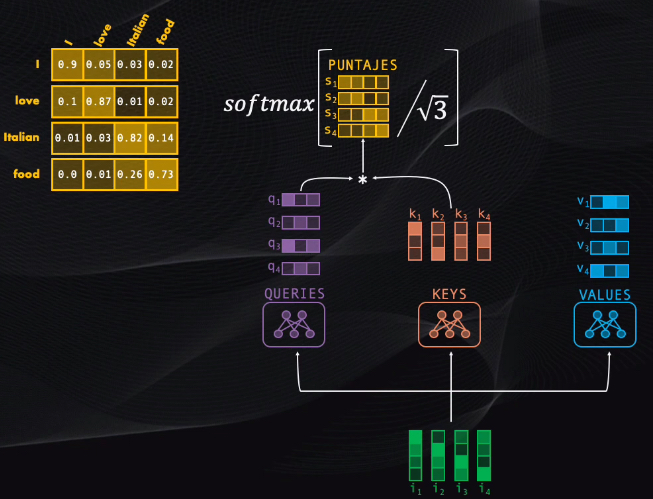 I love Italian food
I 0.9 0.05 0.03 0.02
love 0.1 0.87 0.01 0.02
Italian 0.01 0.03 0.82 0.14
food 0.0 0.01 0.26 0.73
PUNTAJES
softmax
s₁
s₂
s₃
s₄
√3
*
q₁
q₂
q₃
q₄
k₁ k₂ k₃ k₄
v₁
v₂
v₃
v₄
QUERIES
KEYS
VALUES
i₁ i₂ i₃ i₄